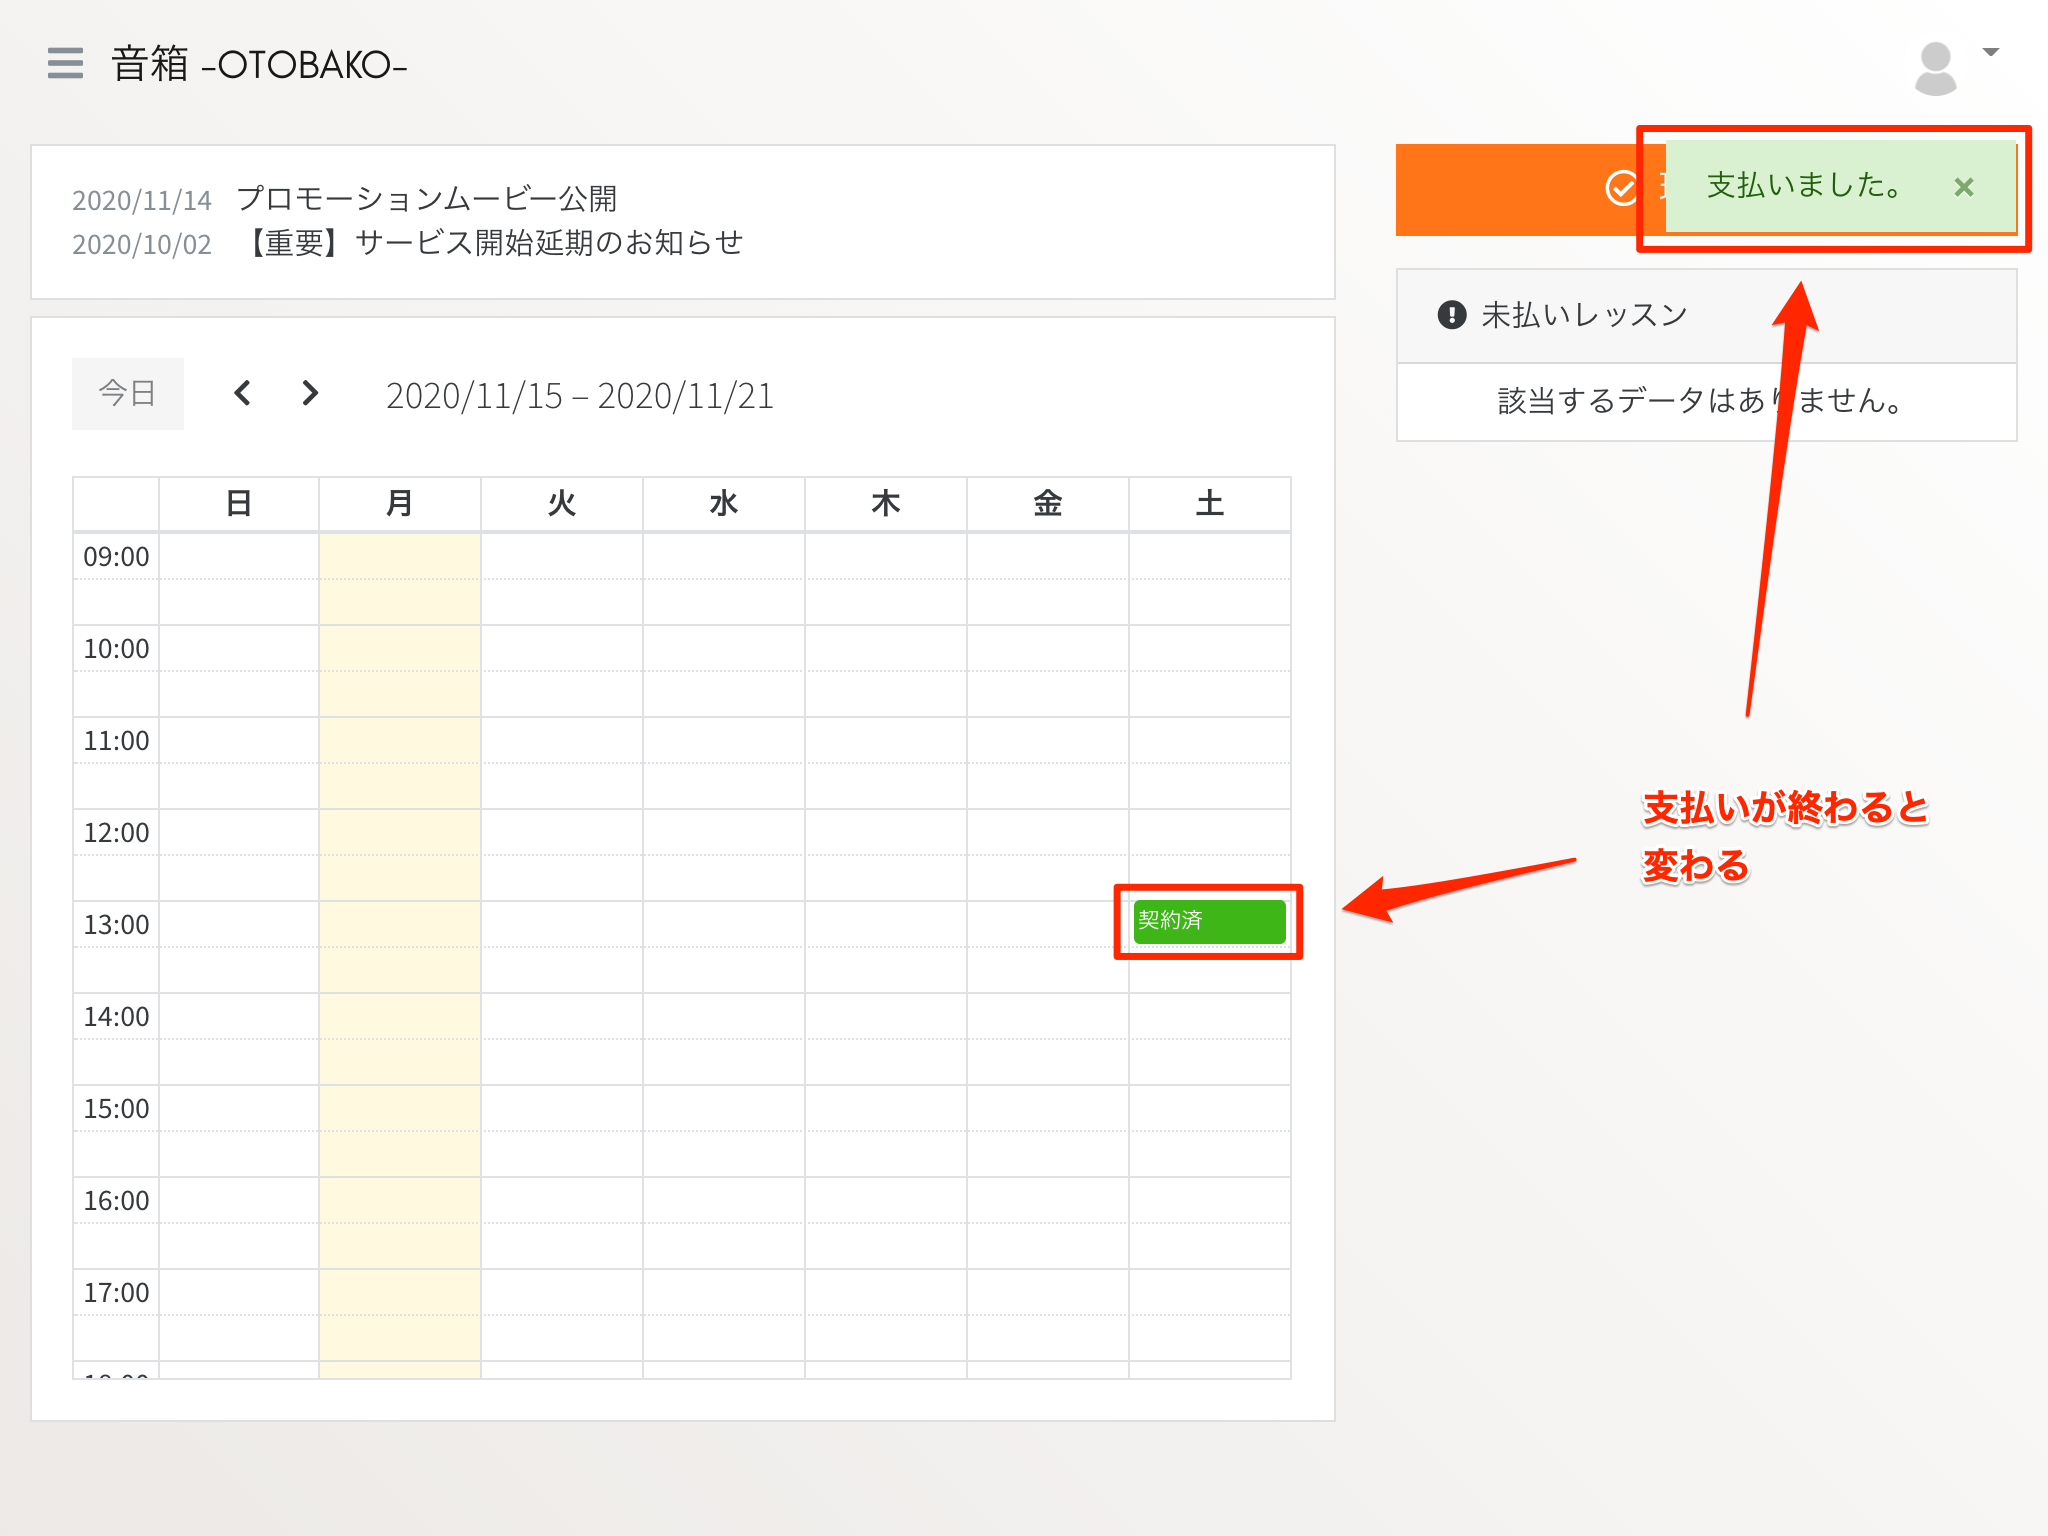 音箱 –OTOBAKO–
2020/11/14 プロモーションムービー公開
2020/10/02 【重要】サービス開始延期のお知らせ
支払いました。 ×
未払いレッスン
該当するデータはありません。
今日 2020/11/15 – 2020/11/21
日 月 火 水 木 金 土
09:00
10:00
11:00
12:00
13:00 契約済
14:00
15:00
16:00
17:00
支払いが終わると
変わる